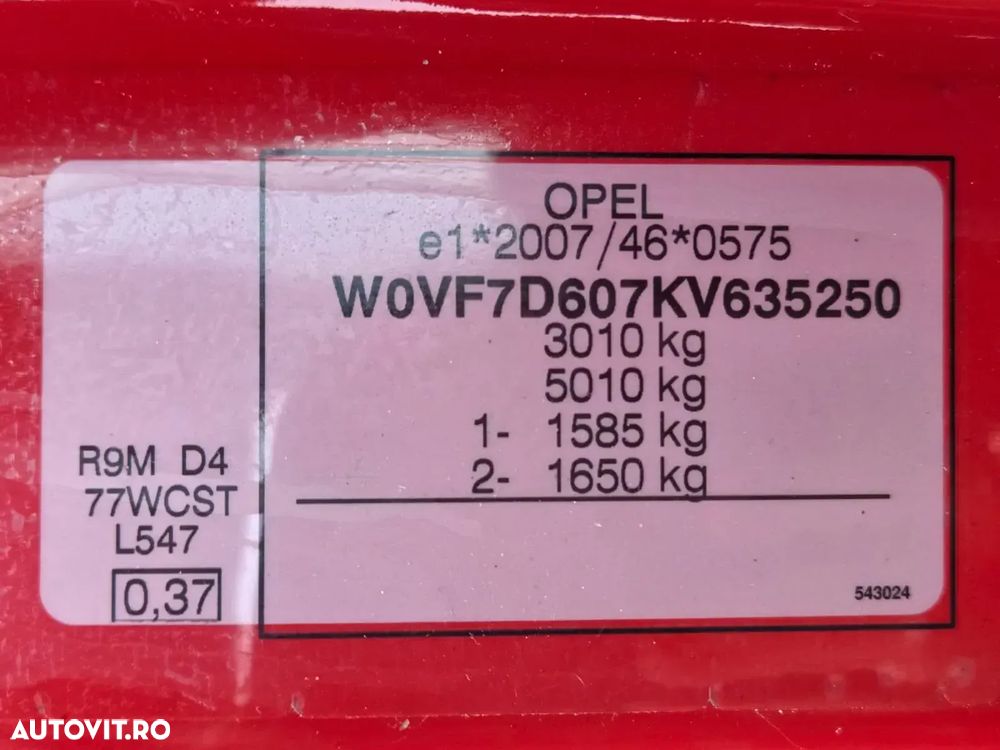 OPEL
e1*2007/46*0575
W0VF7D607KV635250
3010 kg
5010 kg
1- 1585 kg
2- 1650 kg
R9M D4
77WCST
L547
0,37
543024
AUTOVIT.RO